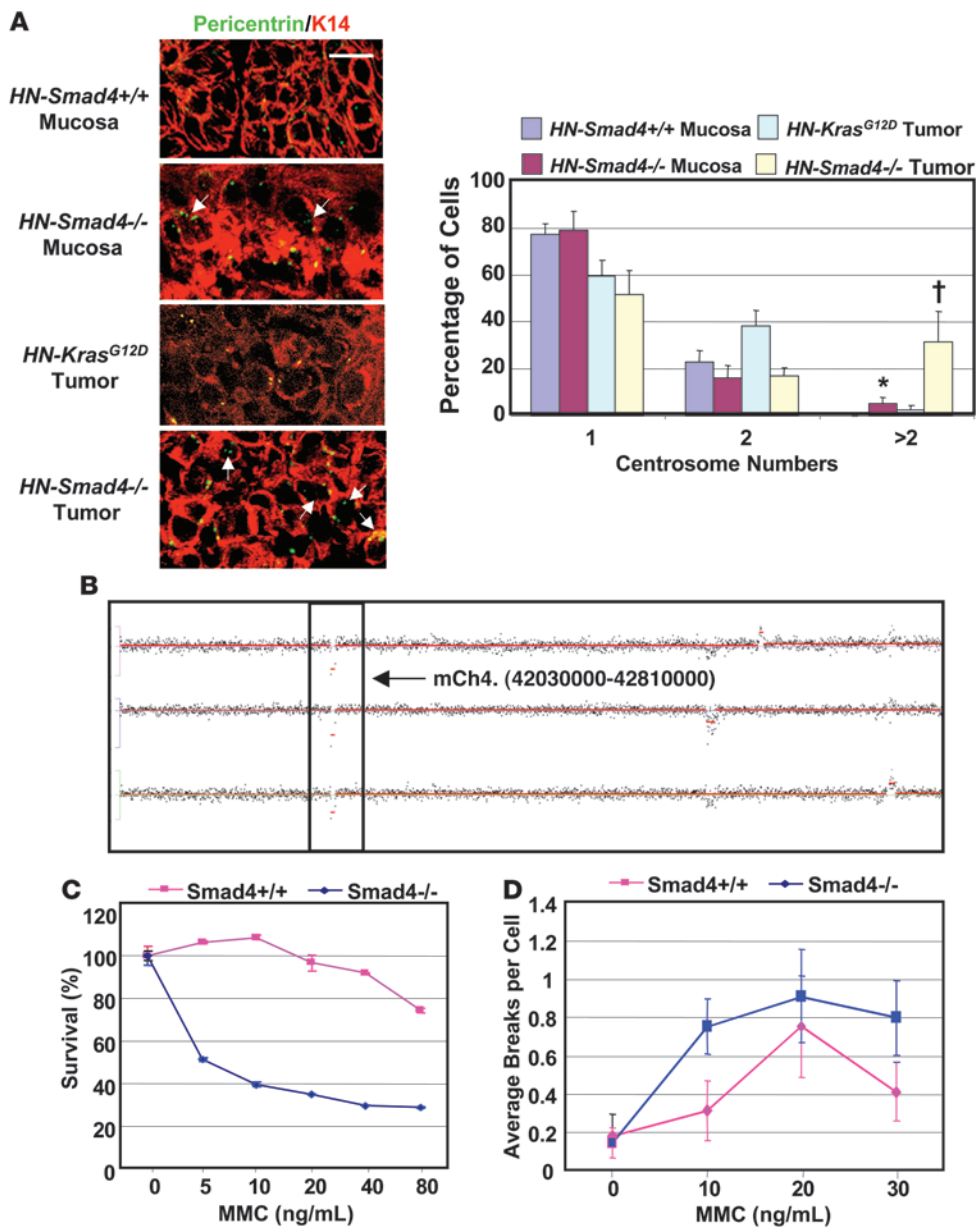 A
Pericentrin/K14
HN-Smad4+/+
Mucosa
HN-Smad4-/-
Mucosa
HN-KrasG12D
Tumor
HN-Smad4-/-
Tumor
HN-Smad4+/+ Mucosa
HN-KrasG12D Tumor
HN-Smad4-/- Mucosa
HN-Smad4-/- Tumor
Percentage of Cells
100
80
60
40
20
0
*
†
1
2
>2
Centrosome Numbers
B
mCh4. (42030000-42810000)
C
Smad4+/+
Smad4-/-
Survival (%)
120
100
80
60
40
20
0
0
5
10
20
40
80
MMC (ng/mL)
D
Smad4+/+
Smad4-/-
Average Breaks per Cell
1.4
1.2
1
0.8
0.6
0.4
0.2
0
0
10
20
30
MMC (ng/mL)